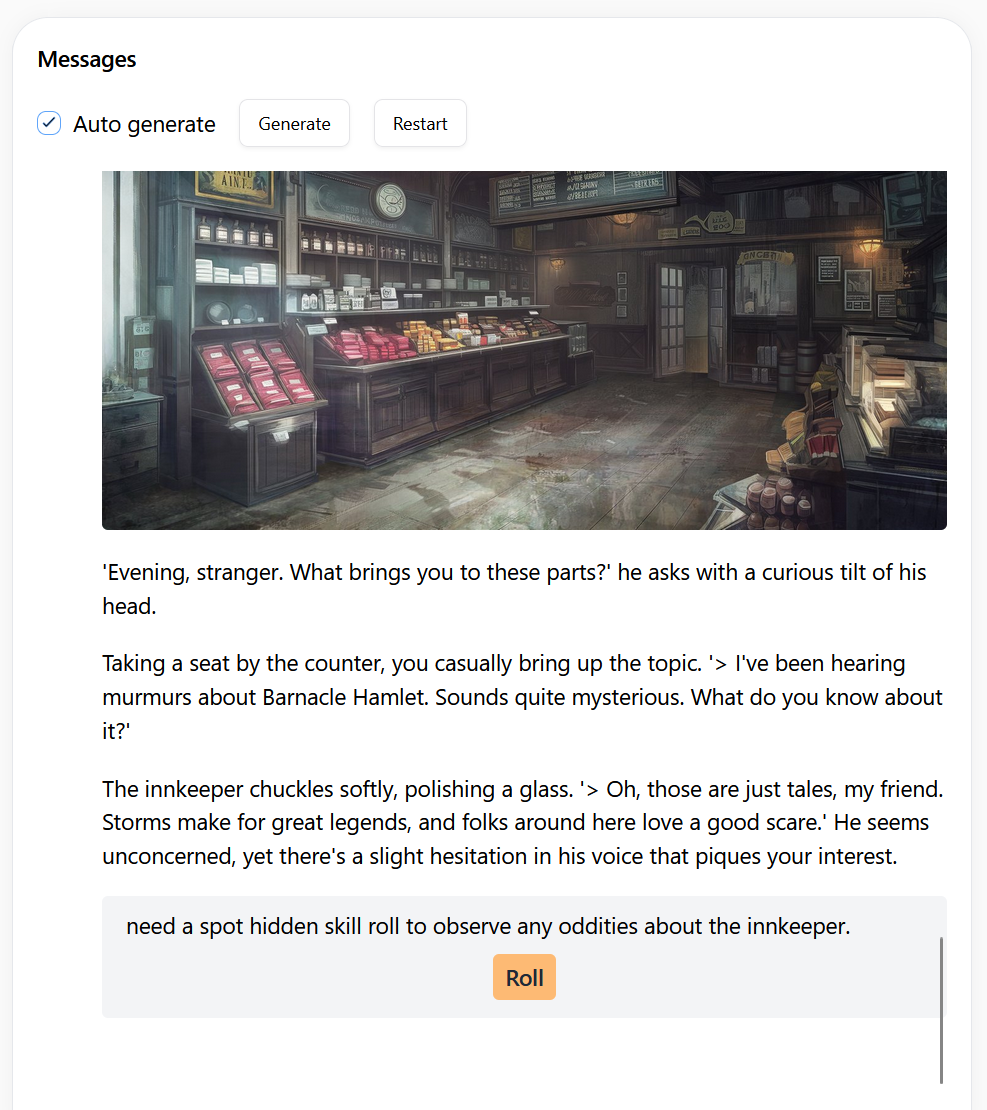 Messages
Auto generate
Generate
Restart
'Evening, stranger. What brings you to these parts?' he asks with a curious tilt of his
head.
Taking a seat by the counter, you casually bring up the topic. '> I've been hearing
murmurs about Barnacle Hamlet. Sounds quite mysterious. What do you know about
it?'
The innkeeper chuckles softly, polishing a glass. '> Oh, those are just tales, my friend.
Storms make for great legends, and folks around here love a good scare.' He seems
unconcerned, yet there's a slight hesitation in his voice that piques your interest.
need a spot hidden skill roll to observe any oddities about the innkeeper.
Roll